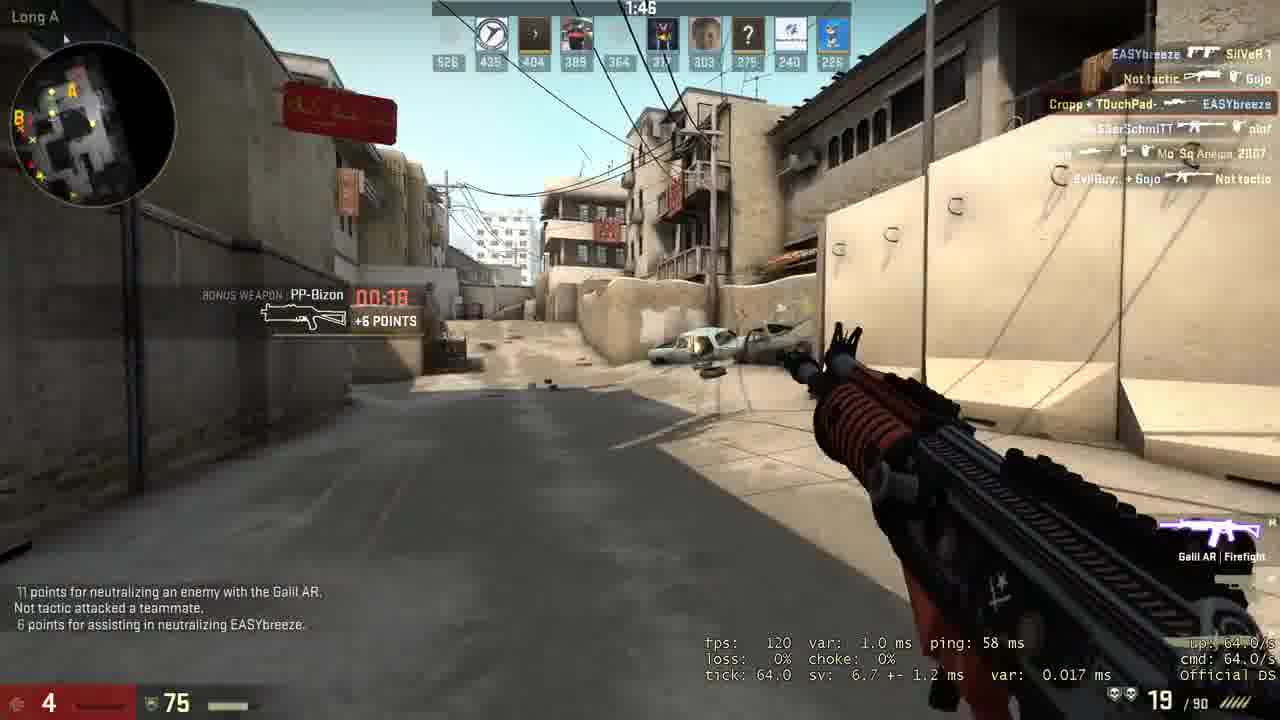 Long A
1:46
526 435 404 389 364 317 303 275 240 226
?
A
B
EASYbreeze SilVeR 1
Not tactic Gojo
Cropp + T0uchPad- EASYbreeze
olof
EvilGuv:. + Gojo Not tactic
BONUS WEAPON: PP-Bizon 00:18
+6 POINTS
Galil AR | Firefight
11 points for neutralizing an enemy with the Galil AR.
Not tactic attacked a teammate.
6 points for assisting in neutralizing EASYbreeze.
fps: 120 var: 1.0 ms ping: 58 ms
loss: 0% choke: 0%
tick: 64.0 sv: 6.7 +- 1.2 ms var: 0.017 ms
up: 64.0/s
cmd: 64.0/s
Official DS
4 75
19 / 90